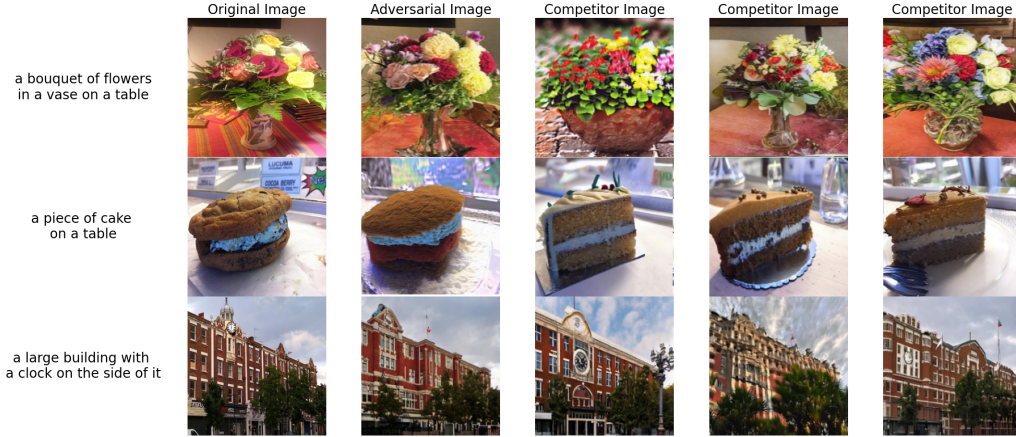 Original Image
Adversarial Image
Competitor Image
Competitor Image
Competitor Image
a bouquet of flowers
in a vase on a table
a piece of cake
on a table
LUCUMA
COCOA BERRY
a large building with
a clock on the side of it